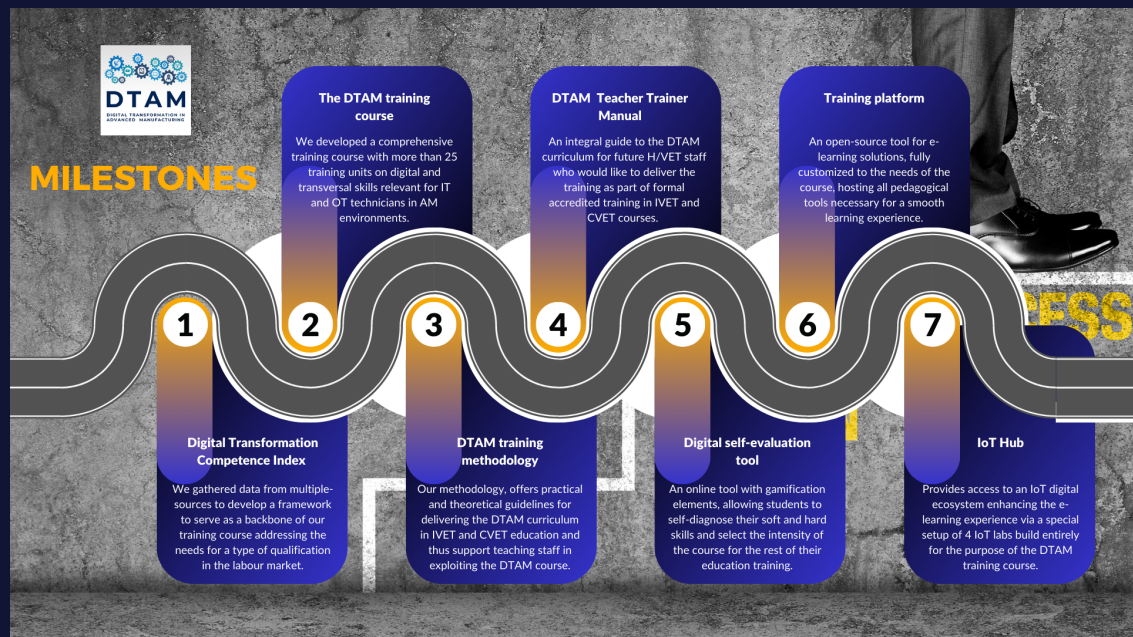 DTAM
DIGITAL TRANSFORMATION IN
ADVANCED MANUFACTURING
MILESTONES
The DTAM training
course
We developed a comprehensive
training course with more than 25
training units on digital and
transversal skills relevant for IT
and OT technicians in AM
environments.
DTAM Teacher Trainer
Manual
An integral guide to the DTAM
curriculum for future H/VET staff
who would like to deliver the
training as part of formal
accredited training in IVET and
CVET courses.
Training platform
An open-source tool for e-
learning solutions, fully
customized to the needs of the
course, hosting all pedagogical
tools necessary for a smooth
learning experience.
CESS
1
2
3
4
5
6
7
Digital Transformation
Competence Index
We gathered data from multiple-
sources to develop a framework
to serve as a backbone of our
training course addressing the
needs for a type of qualification
in the labour market.
DTAM training
methodology
Our methodology, offers practical
and theoretical guidelines for
delivering the DTAM curriculum
in IVET and CVET education and
thus support teaching staff in
exploiting the DTAM course.
Digital self-evaluation
tool
An online tool with gamification
elements, allowing students to
self-diagnose their soft and hard
skills and select the intensity of
the course for the rest of their
education training.
IoT Hub
Provides access to an IoT digital
ecosystem enhancing the e-
learning experience via a special
setup of 4 IoT labs build entirely
for the purpose of the DTAM
training course.